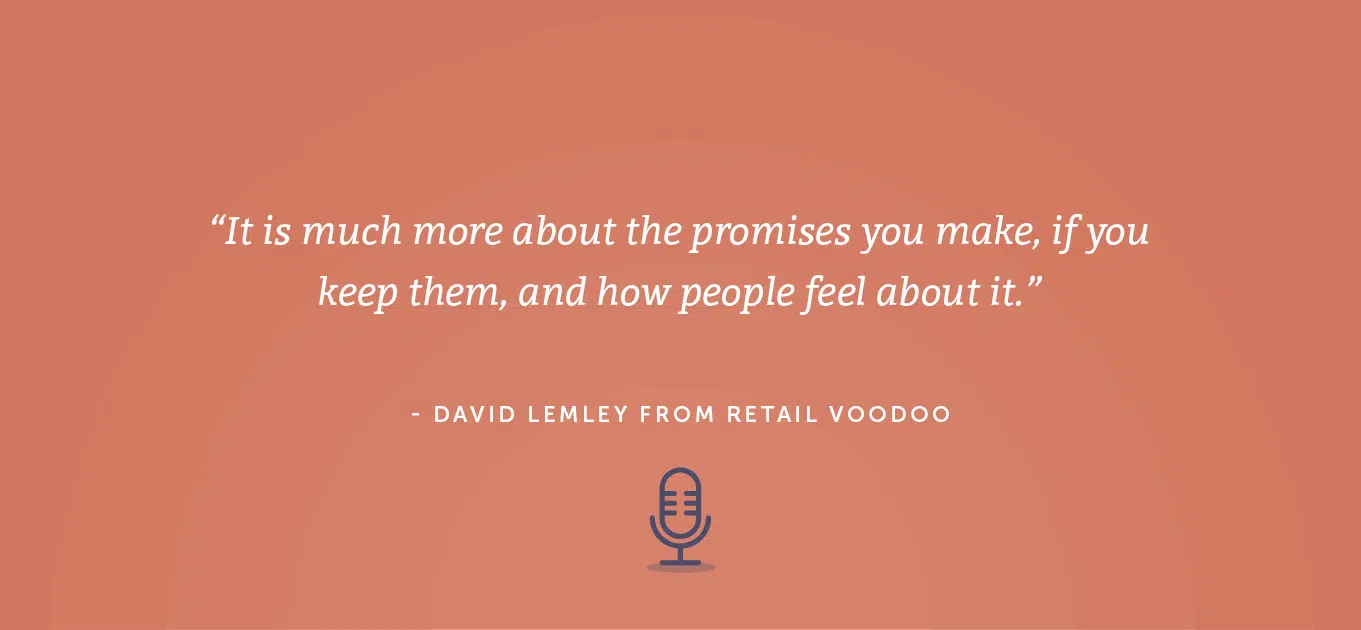 “It is much more about the promises you make, if you
keep them, and how people feel about it.”
- DAVID LEMLEY FROM RETAIL VOODOO